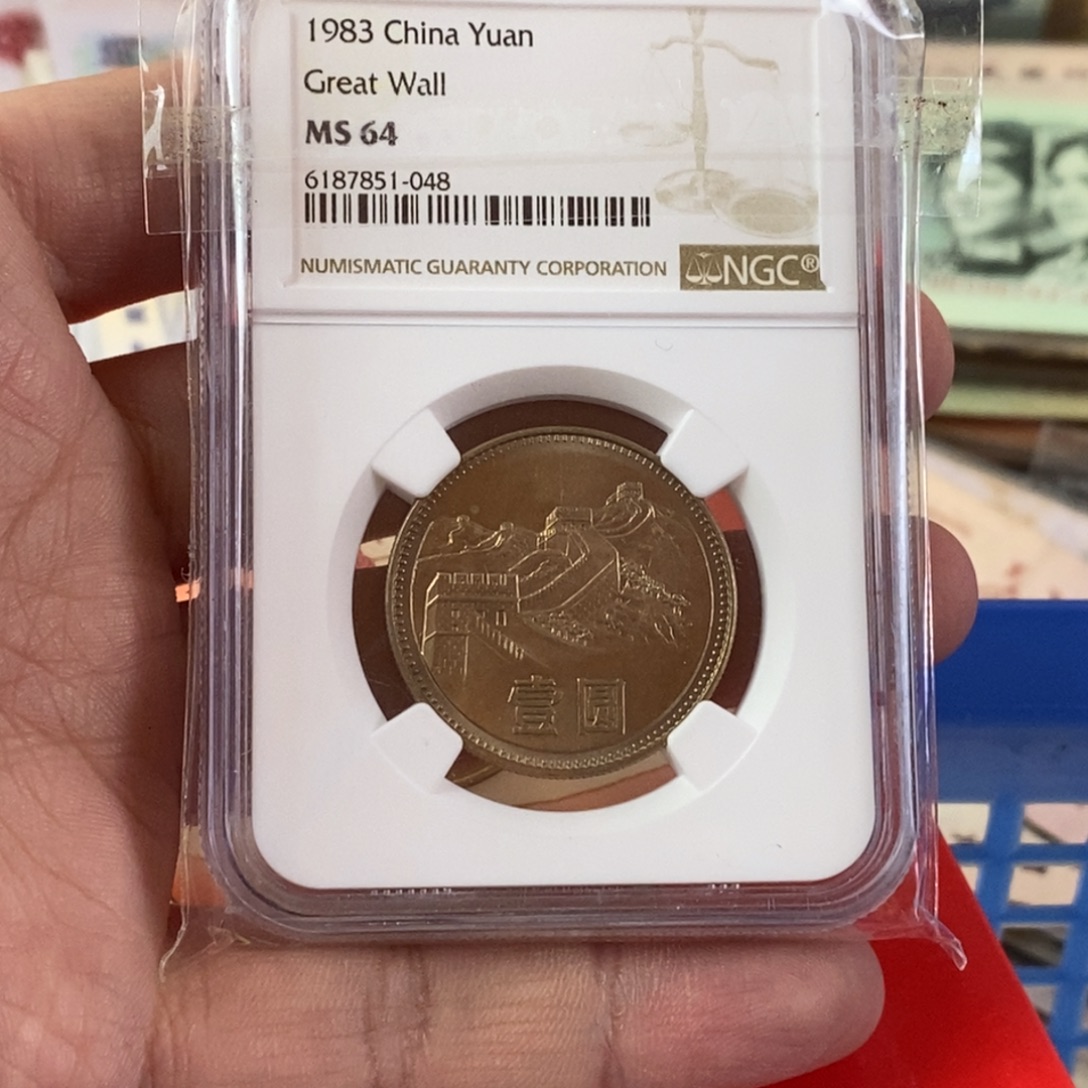 1983 China Yuan
Great Wall
MS 64
6187851-048
NUMISMATIC GUARANTY CORPORATION NGC®
壹圆